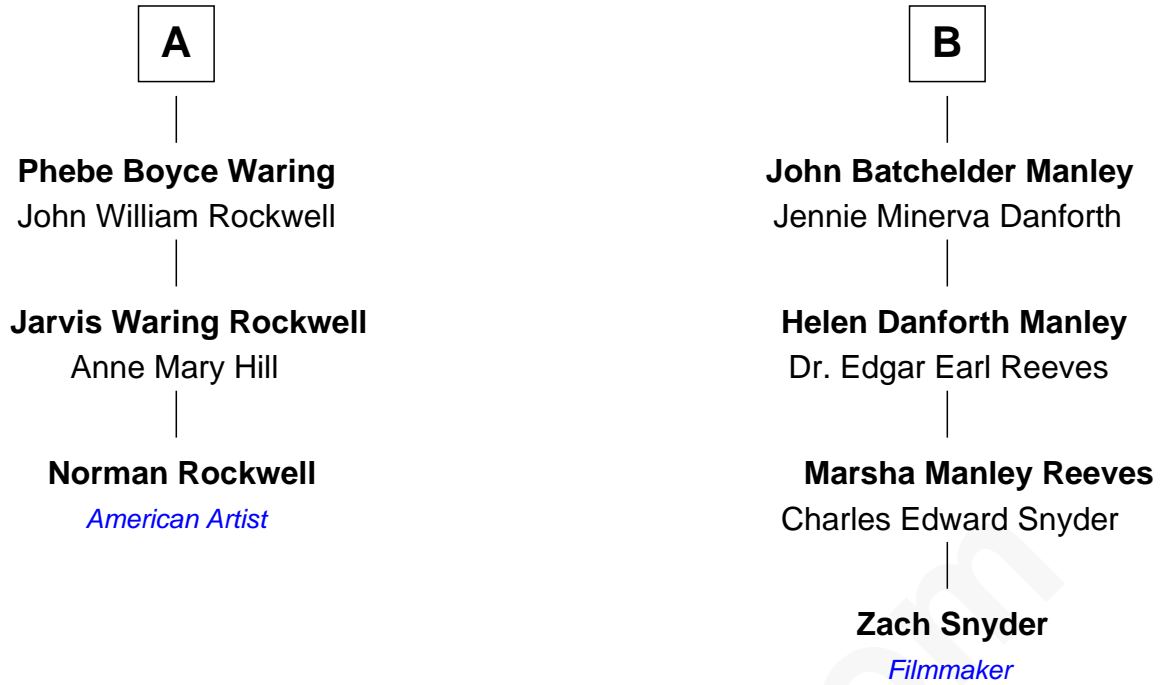 A
Phebe Boyce Waring
John William Rockwell
Jarvis Waring Rockwell
Anne Mary Hill
Norman Rockwell
American Artist
B
John Batchelder Manley
Jennie Minerva Danforth
Helen Danforth Manley
Dr. Edgar Earl Reeves
Marsha Manley Reeves
Charles Edward Snyder
Zach Snyder
Filmmaker